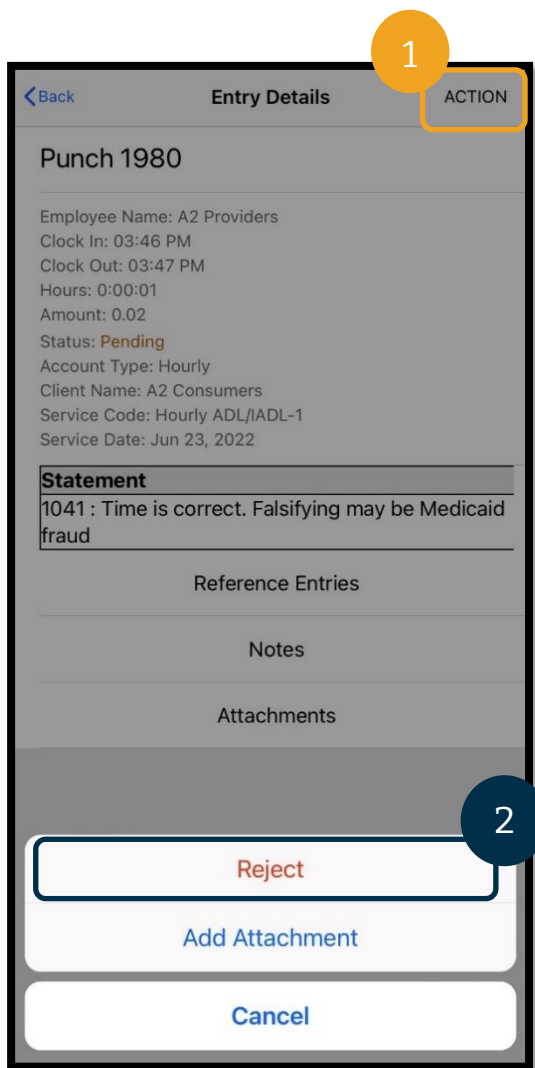 1
Back Entry Details ACTION
Punch 1980
Employee Name: A2 Providers
Clock In: 03:46 PM
Clock Out: 03:47 PM
Hours: 0:00:01
Amount: 0.02
Status: Pending
Account Type: Hourly
Client Name: A2 Consumers
Service Code: Hourly ADL/IADL-1
Service Date: Jun 23, 2022
Statement
1041 : Time is correct. Falsifying may be Medicaid
fraud
Reference Entries
Notes
Attachments
2
Reject
Add Attachment
Cancel